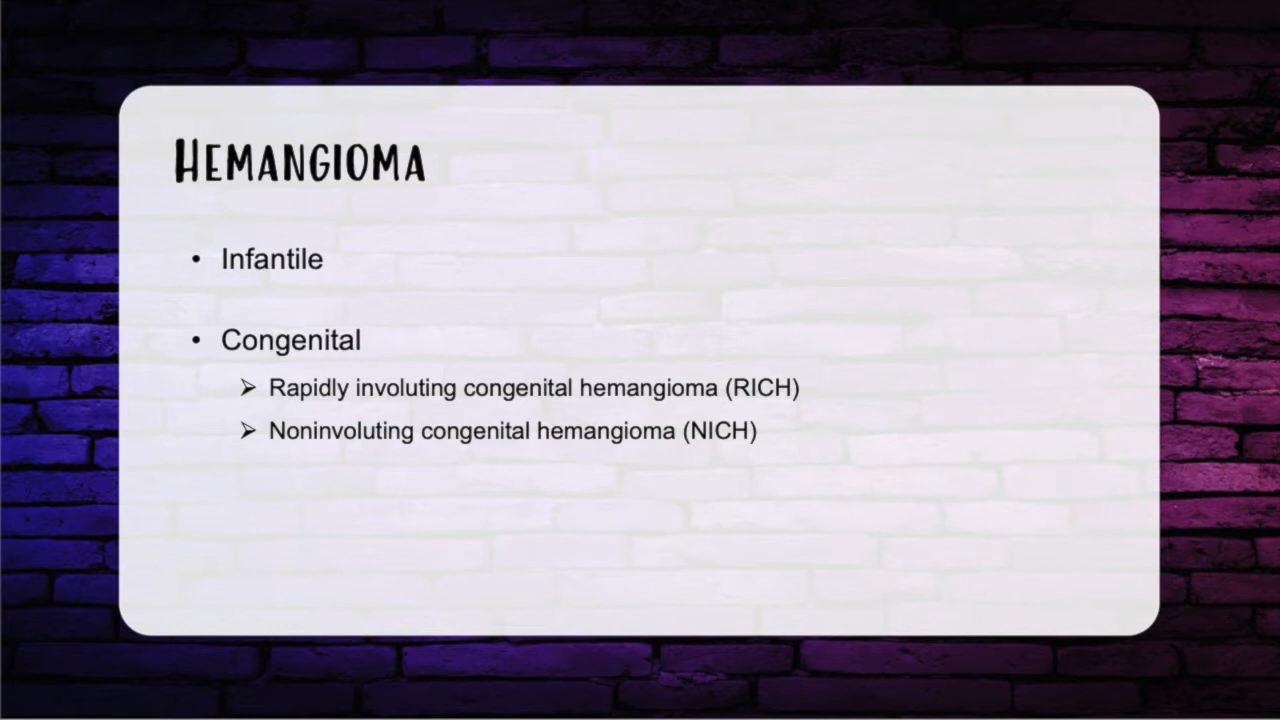 HEMANGIOMA
• Infantile
• Congenital
➢ Rapidly involuting congenital hemangioma (RICH)
➢ Noninvoluting congenital hemangioma (NICH)